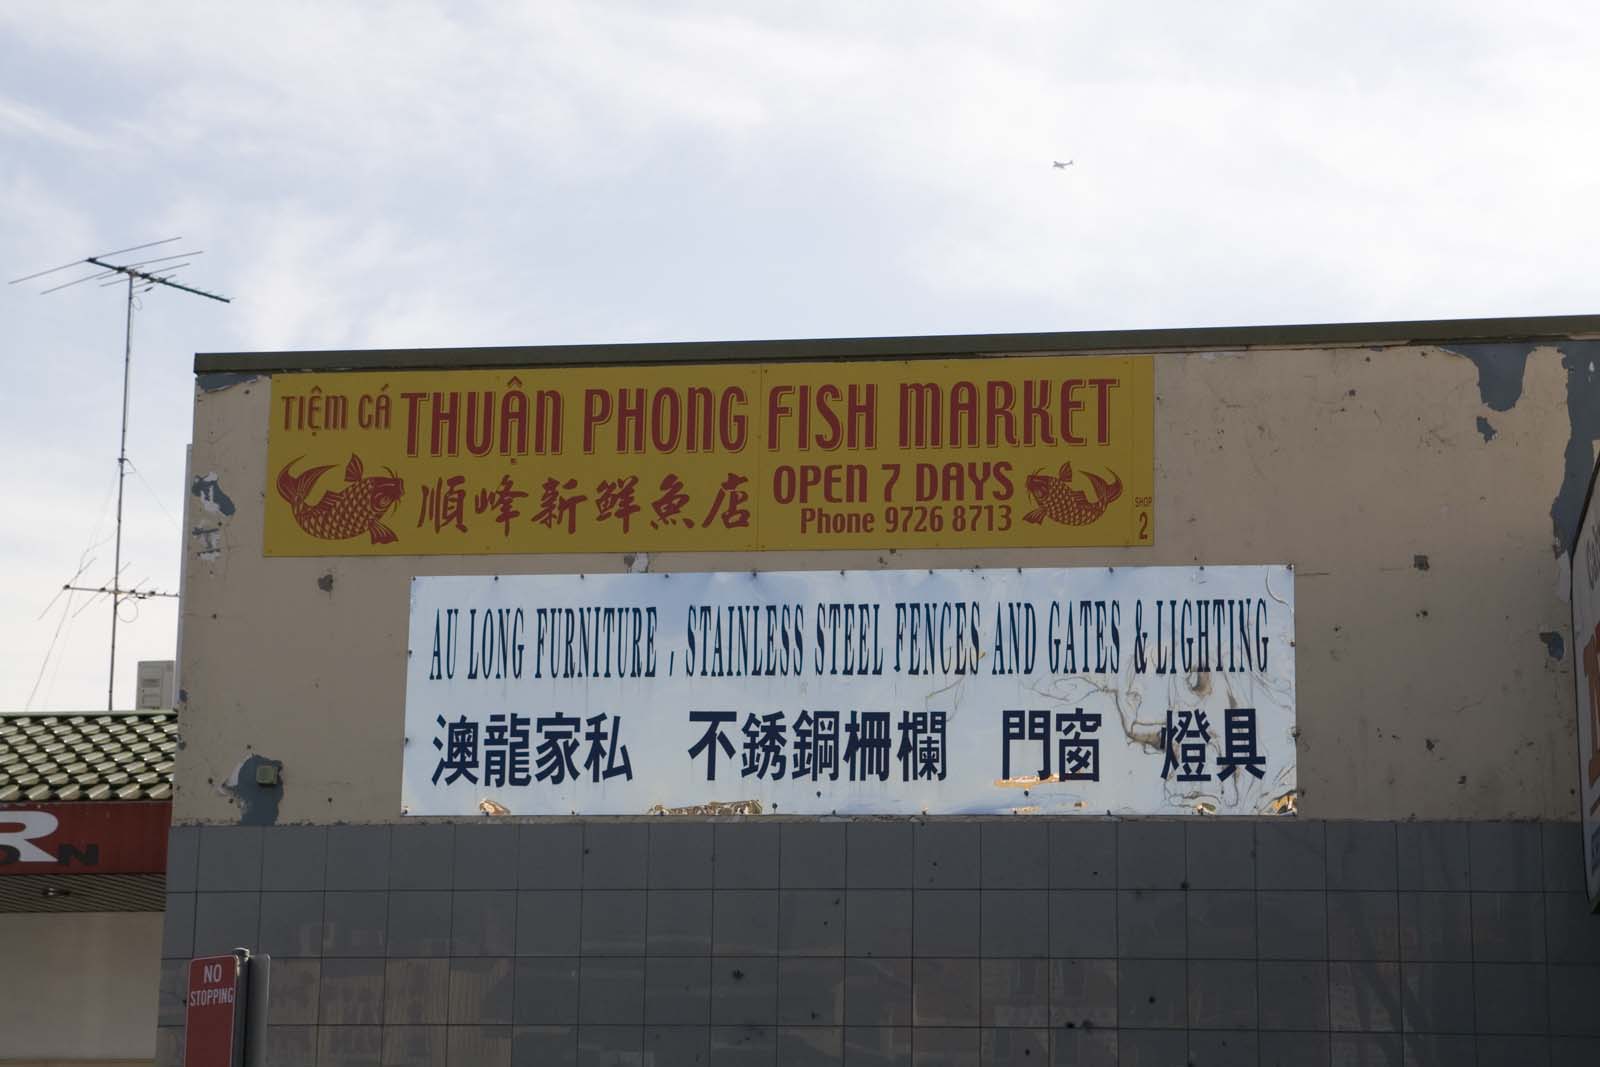 TIỆM CÁ THUẬN PHONG FISH MARKET
順峰新鮮魚店 OPEN 7 DAYS
Phone 9726 8713
SHOP
2
AU LONG FURNITURE , STAINLESS STEEL FENCES AND GATES & LIGHTING
澳龍家私 不銹鋼柵欄 門窗 燈具
NO
STOPPING